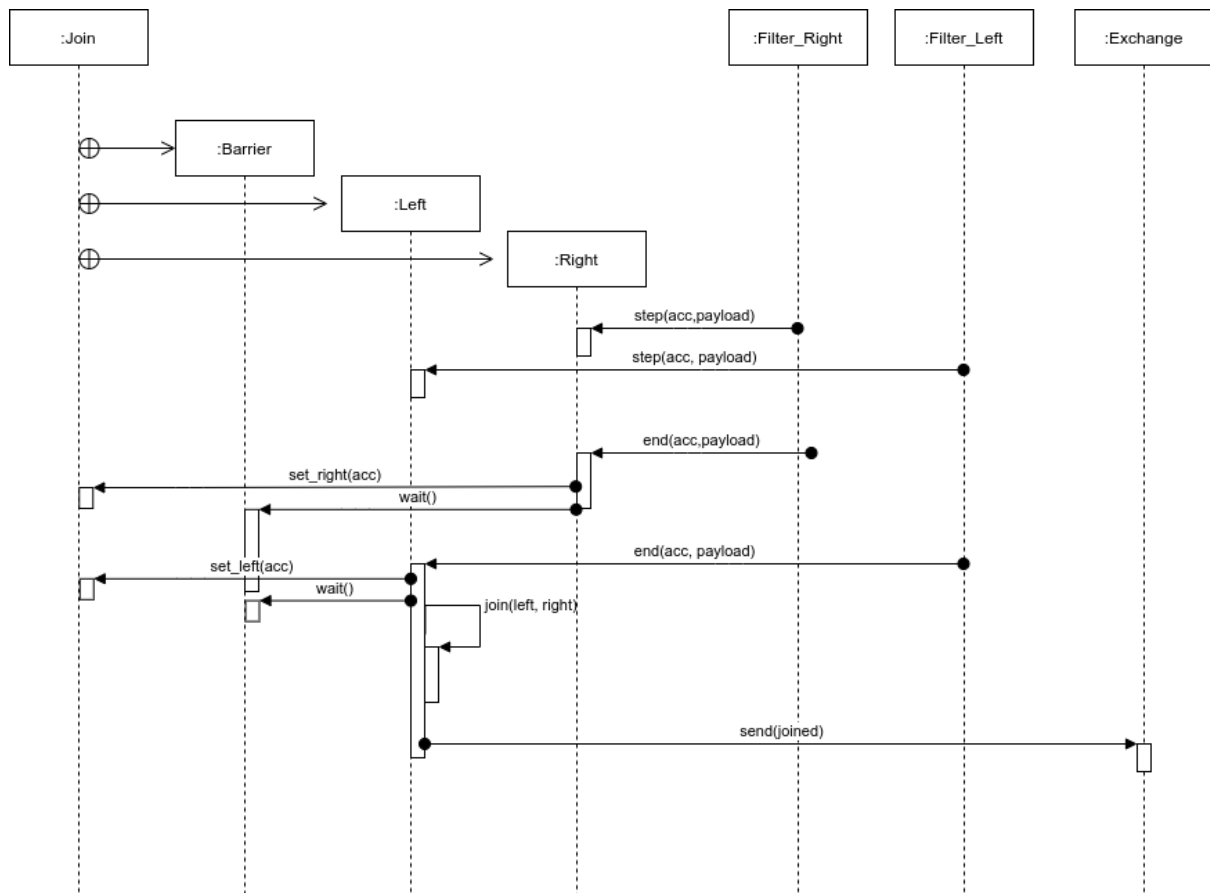 :Join
:Filter_Right
:Filter_Left
:Exchange
:Barrier
:Left
:Right
step(acc,payload)
step(acc, payload)
end(acc,payload)
set_right(acc)
wait()
end(acc, payload)
set_left(acc)
wait()
join(left, right)
send(joined)